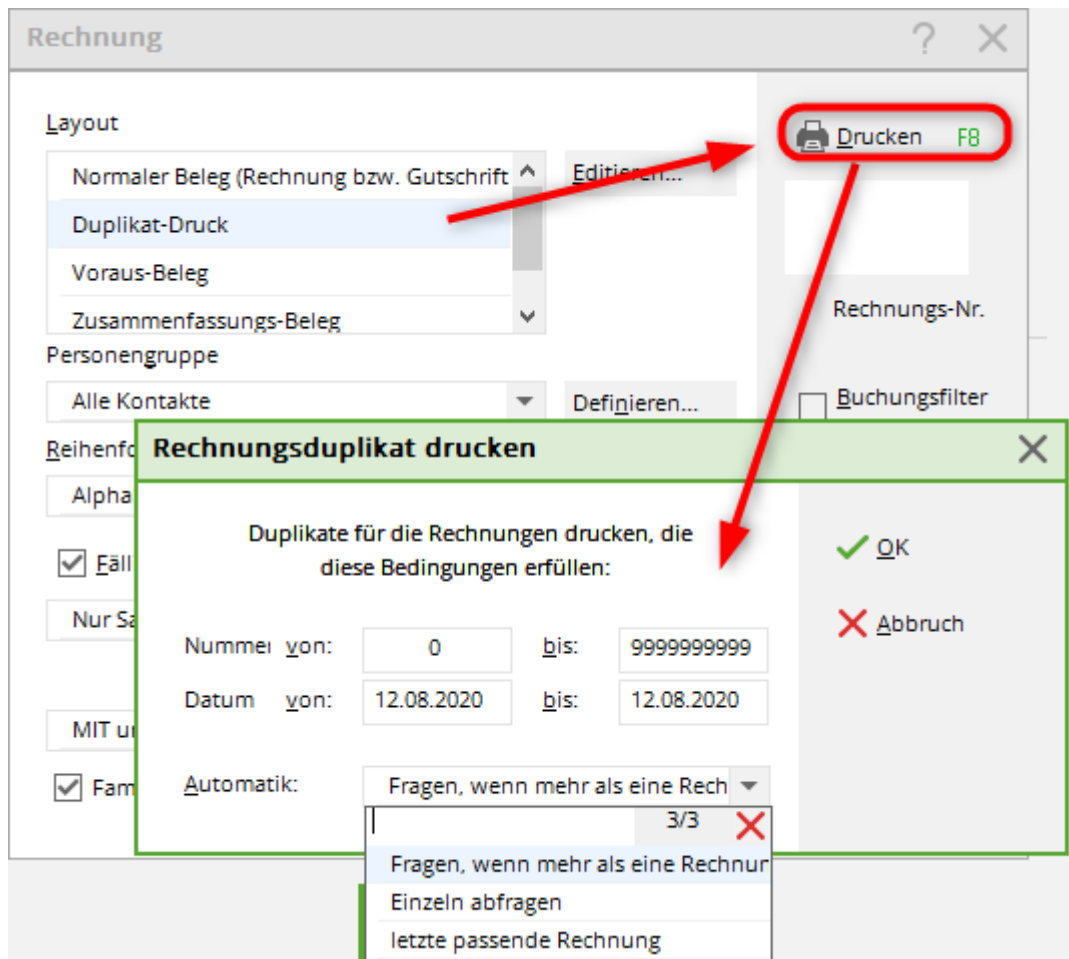 Rechnung
Layout
Drucken F8
Normaler Beleg (Rechnung bzw. Gutschrift
Editieren...
Duplikat-Druck
Voraus-Beleg
Zusammenfassungs-Beleg
Rechnungs-Nr.
Personengruppe
Alle Kontakte
Definieren...
Buchungsfilter
Reihenfo
Alpha
Fäll
Nur Sa
MIT u
Fam
Rechnungsduplikat drucken
Duplikate für die Rechnungen drucken, die
diese Bedingungen erfüllen:
OK
Abbruch
Nummer von: 0 bis: 9999999999
Datum von: 12.08.2020 bis: 12.08.2020
Automatik: Fragen, wenn mehr als eine Rech
3/3
Fragen, wenn mehr als eine Rechnun
Einzeln abfragen
letzte passende Rechnung